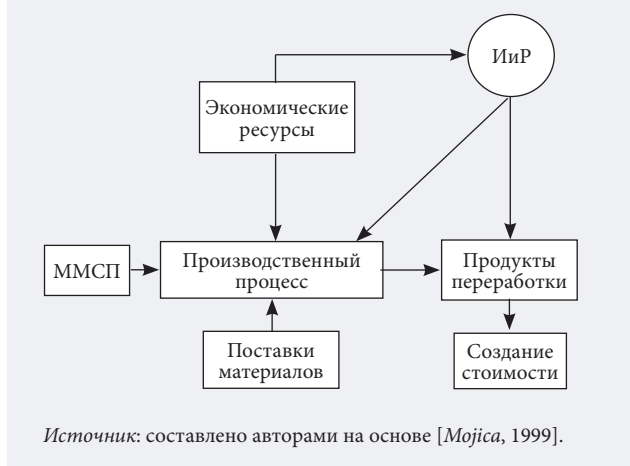 ИиР
Экономические
ресурсы
ММСП
Производственный
процесс
Продукты
переработки
Поставки
материалов
Создание
стоимости
Источник: составлено авторами на основе [Mojica, 1999].